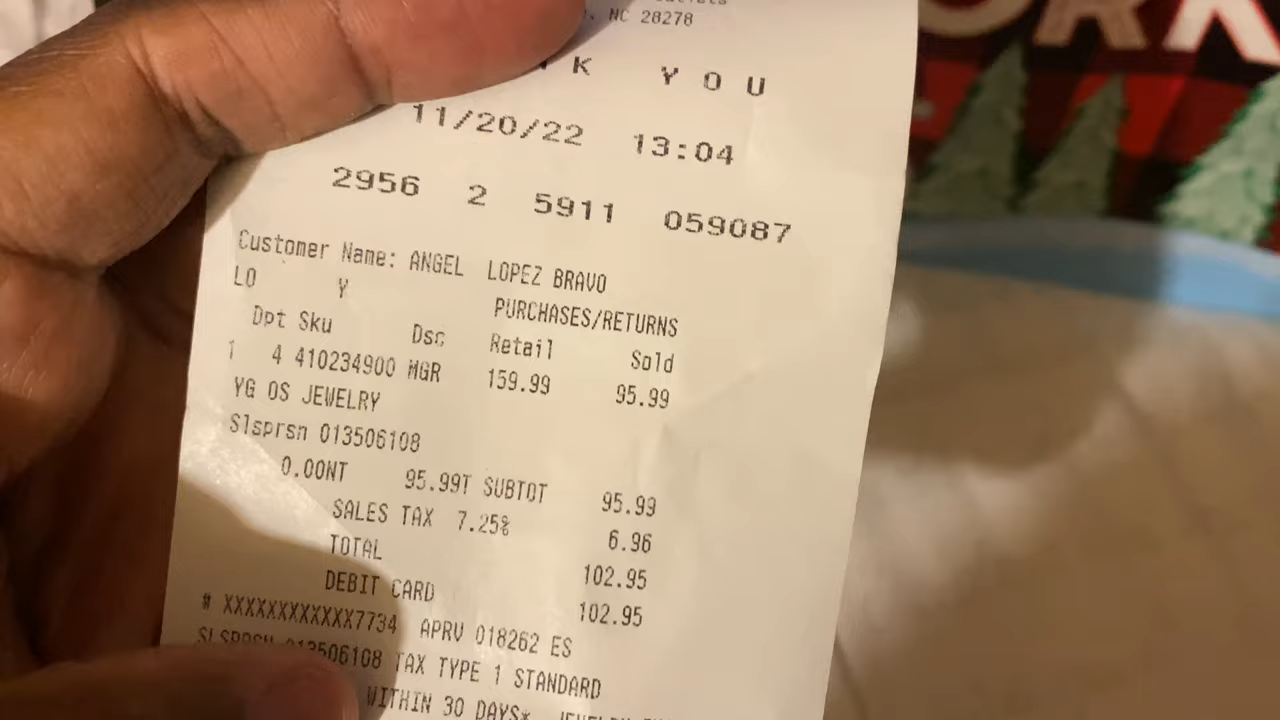 NC 28278
K Y O U
11/20/22 13:04
2956 2 5911 059087
Customer Name: ANGEL LOPEZ BRAVO
LO Y
PURCHASES/RETURNS
Dpt Sku Dsc Retail Sold
1 4 410234900 MGR 159.99 95.99
YG OS JEWELRY
Slsprsn 013506108
0.00NT 95.99T SUBTOT 95.99
SALES TAX 7.25% 6.96
TOTAL 102.95
DEBIT CARD 102.95
# XXXXXXXXXXXX7734 APRV 018262 ES
SLSPRSN 013506108 TAX TYPE 1 STANDARD
WITHIN 30 DAYS*
ORK